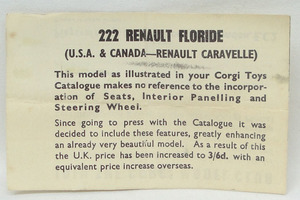 222 RENAULT FLORIDE
(U.S.A. & CANADA—RENAULT CARAVELLE)
This model as illustrated in your Corgi Toys
Catalogue makes no reference to the incorpor-
ation of Seats, Interior Panelling and
Steering Wheel.
Since going to press with the Catalogue it was
decided to include these features, greatly enhancing
an already very beautiful model. As a result of this
the U.K. price has been increased to 3/6d. with an
equivalent price increase overseas.